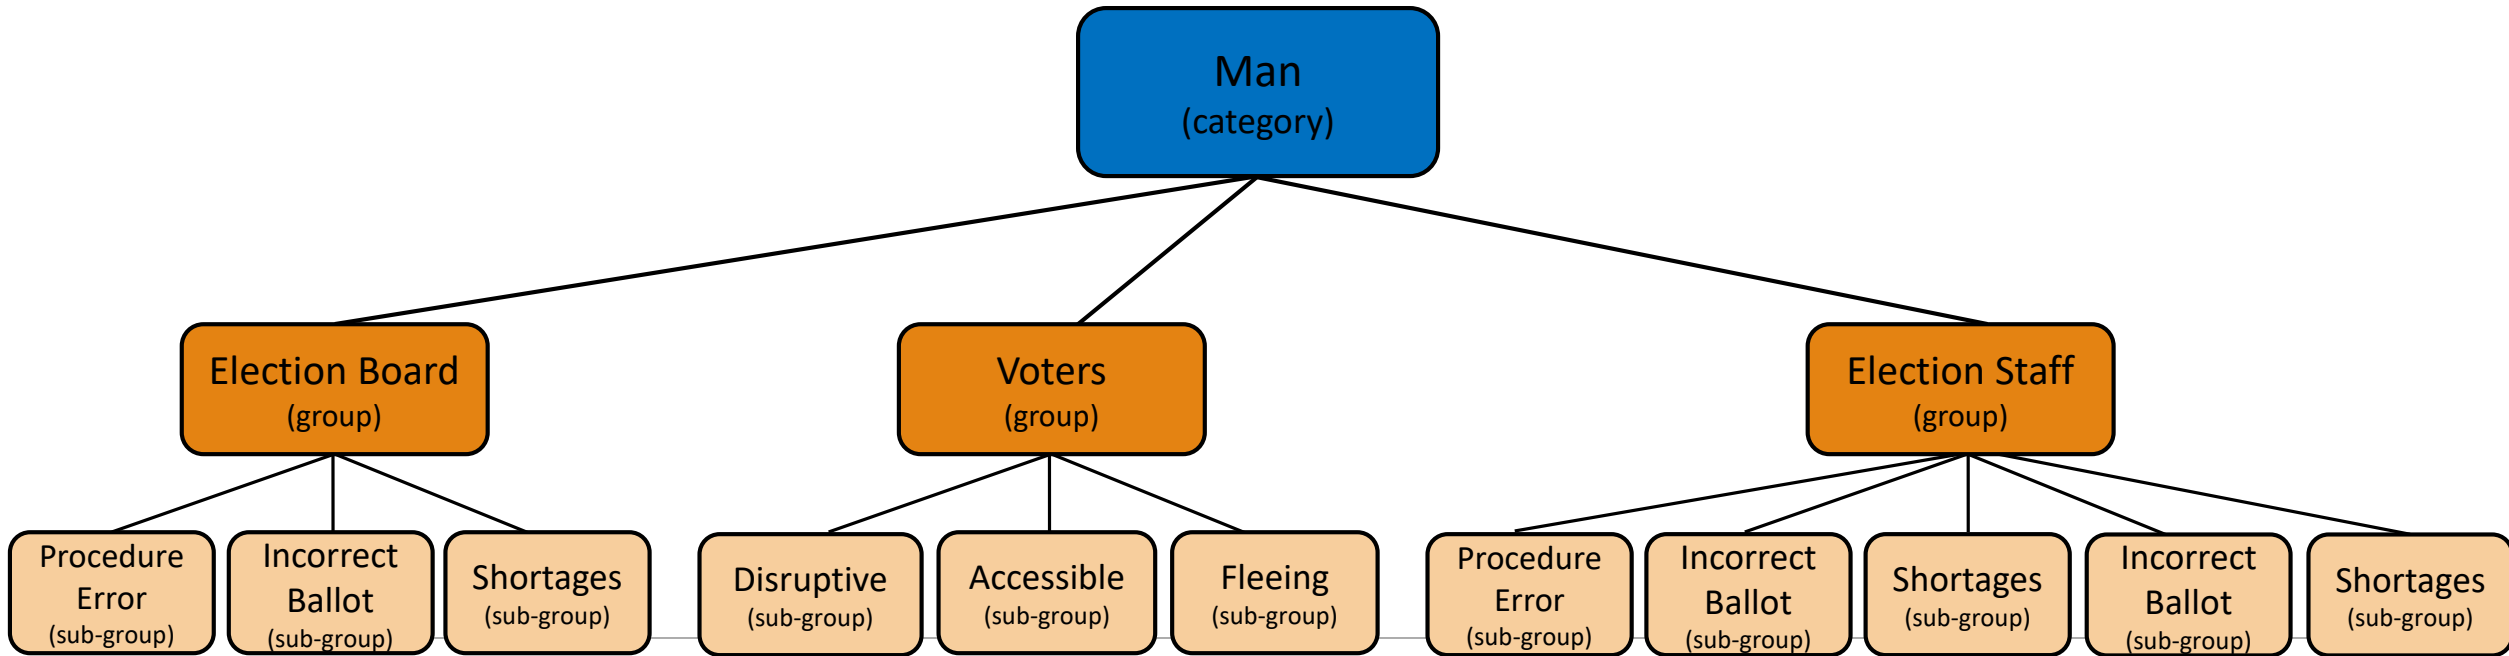 Man
(category)
Election Board
(group)
Voters
(group)
Election Staff
(group)
Procedure
Error
(sub-group)
Incorrect
Ballot
(sub-group)
Shortages
(sub-group)
Disruptive
(sub-group)
Accessible
(sub-group)
Fleeing
(sub-group)
Procedure
Error
(sub-group)
Incorrect
Ballot
(sub-group)
Shortages
(sub-group)
Incorrect
Ballot
(sub-group)
Shortages
(sub-group)